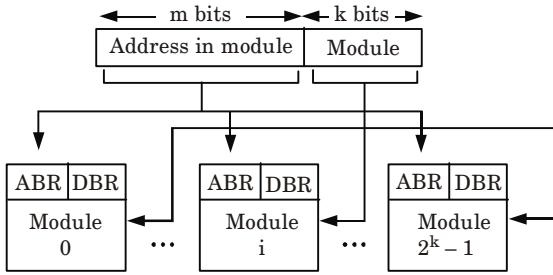 m bits k bits
Address in module Module
ABR DBR ABR DBR ABR DBR
Module Module Module
0 ... i ... 2^k – 1